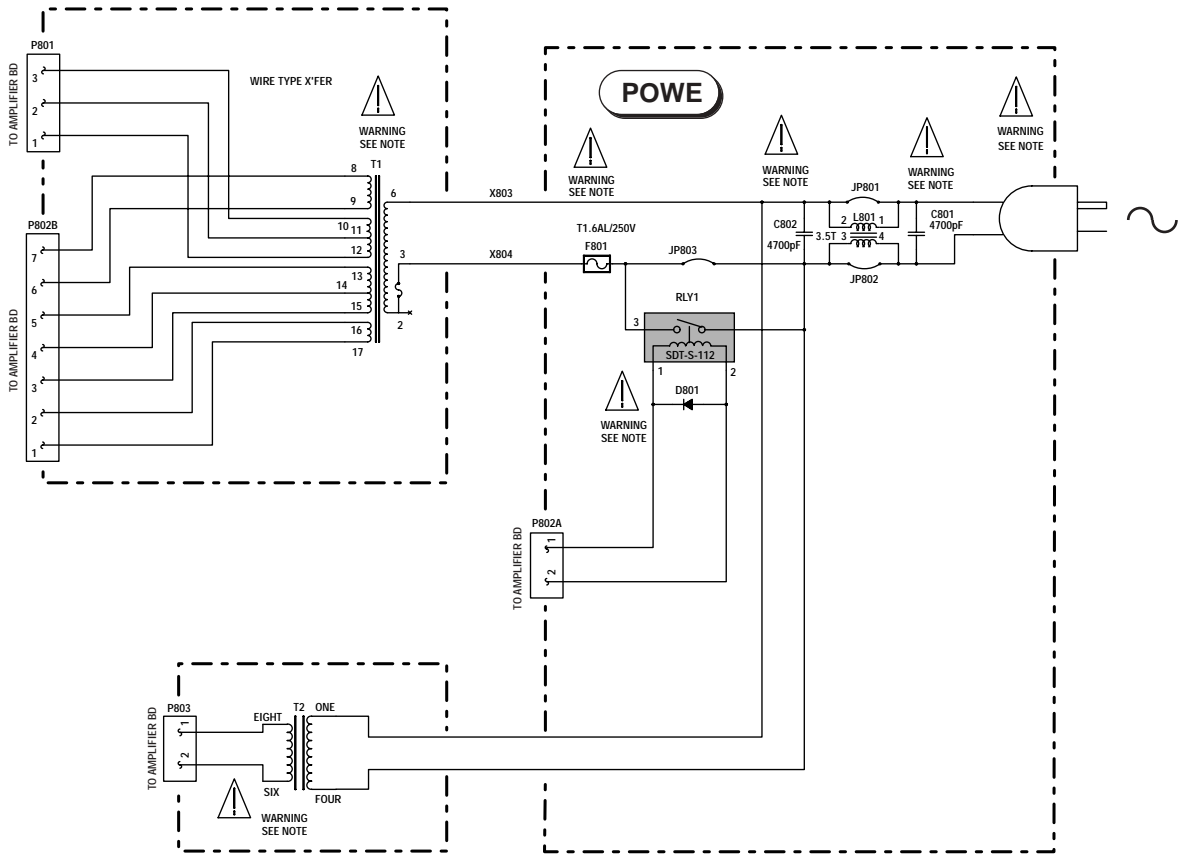 P801
TO AMPLIFIER BD
3
2
1
WIRE TYPE X'FER
WARNING
SEE NOTE
T1
8
9
10
11
12
13
14
15
16
17
6
3
2
P802B
TO AMPLIFIER BD
7
6
5
4
3
2
1
POWE
WARNING
SEE NOTE
WARNING
SEE NOTE
WARNING
SEE NOTE
WARNING
SEE NOTE
X803
X804
T1.6AL/250V
F801
JP803
C802
4700pF
JP801
2 L801 1
3.5T 3 4
JP802
C801
4700pF
RLY1
3
SDT-S-112
1
2
D801
WARNING
SEE NOTE
P802A
TO AMPLIFIER BD
1
2
P803
TO AMPLIFIER BD
1
2
EIGHT
T2
ONE
SIX
FOUR
WARNING
SEE NOTE